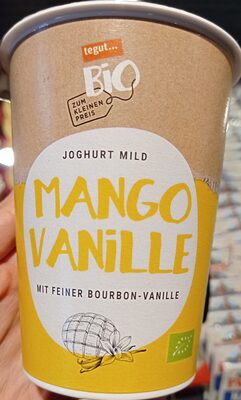 tegut...
BiO
ZUM
KLEINEN
PREIS
JOGHURT MILD
MANGO
VANILLE
MIT FEINER BOURBON-VANILLE